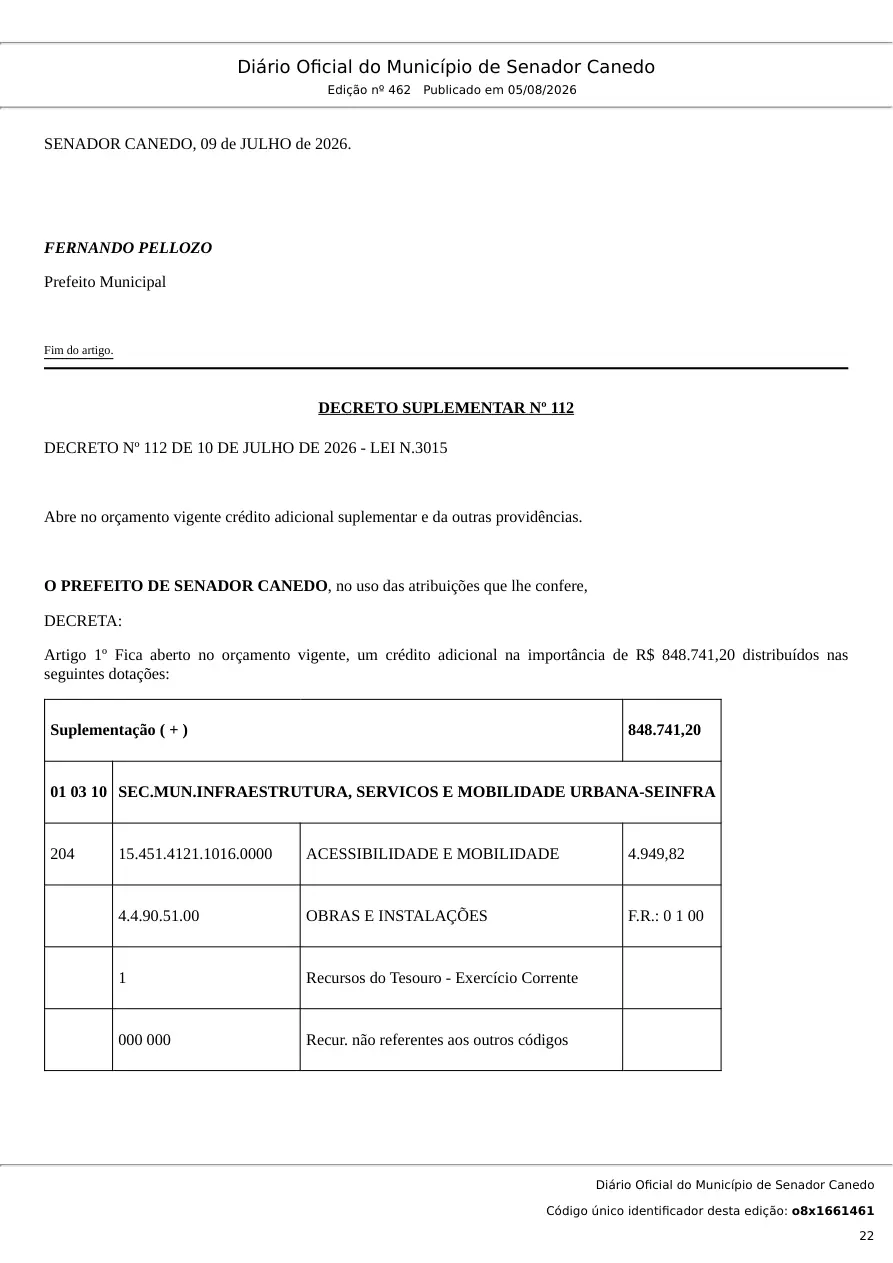 Diário Oficial do Município de Senador Canedo
Edição nº 462 Publicado em 05/08/2026
SENADOR CANEDO, 09 de JULHO de 2026.
FERNANDO PELLOZO
Prefeito Municipal
Fim do artigo.
DECRETO SUPLEMENTAR Nº 112
DECRETO Nº 112 DE 10 DE JULHO DE 2026 - LEI N.3015
Abre no orçamento vigente crédito adicional suplementar e da outras providências.
O PREFEITO DE SENADOR CANEDO, no uso das atribuições que lhe confere,
DECRETA:
Artigo 1º Fica aberto no orçamento vigente, um crédito adicional na importância de R$ 848.741,20 distribuídos nas
seguintes dotações:
Suplementação ( + ) 848.741,20
01 03 10 SEC.MUN.INFRAESTRUTURA, SERVICOS E MOBILIDADE URBANA-SEINFRA
204 15.451.4121.1016.0000 ACESSIBILIDADE E MOBILIDADE 4.949,82
4.4.90.51.00 OBRAS E INSTALAÇÕES F.R.: 0 1 00
1 Recursos do Tesouro - Exercício Corrente
000 000 Recur. não referentes aos outros códigos
Diário Oficial do Município de Senador Canedo
Código único identificador desta edição: o8x1661461
22